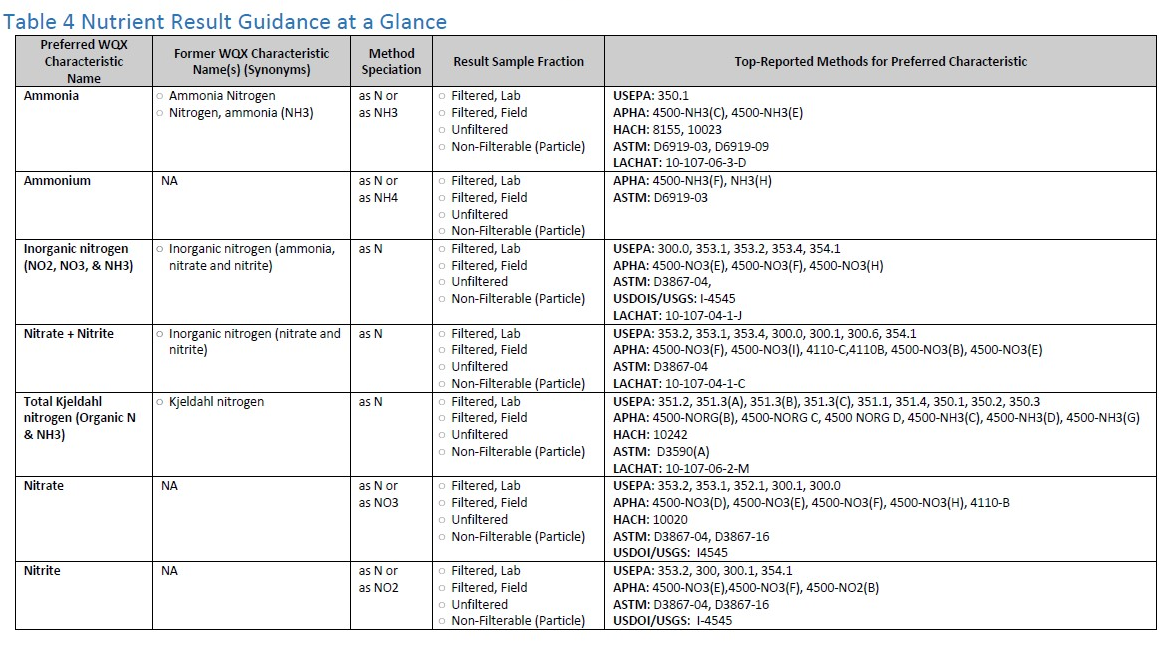 Table 4 Nutrient Result Guidance at a Glance
Preferred WQX
Characteristic
Name
Former WQX Characteristic
Name(s) (Synonyms)
Method
Speciation
Result Sample Fraction
Top-Reported Methods for Preferred Characteristic
Ammonia
○ Ammonia Nitrogen
○ Nitrogen, ammonia (NH3)
as N or
as NH3
○ Filtered, Lab
○ Filtered, Field
○ Unfiltered
○ Non-Filterable (Particle)
USEPA: 350.1
APHA: 4500-NH3(C), 4500-NH3(E)
HACH: 8155, 10023
ASTM: D6919-03, D6919-09
LACHAT: 10-107-06-3-D
Ammonium
NA
as N or
as NH4
○ Filtered, Lab
○ Filtered, Field
○ Unfiltered
○ Non-Filterable (Particle)
APHA: 4500-NH3(F), NH3(H)
ASTM: D6919-03
Inorganic nitrogen
(NO2, NO3, & NH3)
○ Inorganic nitrogen (ammonia,
nitrate and nitrite)
as N
○ Filtered, Lab
○ Filtered, Field
○ Unfiltered
○ Non-Filterable (Particle)
USEPA: 300.0, 353.1, 353.2, 353.4, 354.1
APHA: 4500-NO3(E), 4500-NO3(F), 4500-NO3(H)
ASTM: D3867-04,
USDOIS/USGS: I-4545
LACHAT: 10-107-04-1-J
Nitrate + Nitrite
○ Inorganic nitrogen (nitrate and
nitrite)
as N
○ Filtered, Lab
○ Filtered, Field
○ Unfiltered
○ Non-Filterable (Particle)
USEPA: 353.2, 353.1, 353.4, 300.0, 300.1, 300.6, 354.1
APHA: 4500-NO3(F), 4500-NO3(I), 4110-C,4110B, 4500-NO3(B), 4500-NO3(E)
ASTM: D3867-04
LACHAT: 10-107-04-1-C
Total Kjeldahl
nitrogen (Organic N
& NH3)
○ Kjeldahl nitrogen
as N
○ Filtered, Lab
○ Filtered, Field
○ Unfiltered
○ Non-Filterable (Particle)
USEPA: 351.2, 351.3(A), 351.3(B), 351.3(C), 351.1, 351.4, 350.1, 350.2, 350.3
APHA: 4500-NORG(B), 4500-NORG C, 4500 NORG D, 4500-NH3(C), 4500-NH3(D), 4500-NH3(G)
HACH: 10242
ASTM: D3590(A)
LACHAT: 10-107-06-2-M
Nitrate
NA
as N or
as NO3
○ Filtered, Lab
○ Filtered, Field
○ Unfiltered
○ Non-Filterable (Particle)
USEPA: 353.2, 353.1, 352.1, 300.1, 300.0
APHA: 4500-NO3(D), 4500-NO3(E), 4500-NO3(F), 4500-NO3(H), 4110-B
HACH: 10020
ASTM: D3867-04, D3867-16
USDOI/USGS: I4545
Nitrite
NA
as N or
as NO2
○ Filtered, Lab
○ Filtered, Field
○ Unfiltered
○ Non-Filterable (Particle)
USEPA: 353.2, 300, 300.1, 354.1
APHA: 4500-NO3(E),4500-NO3(F), 4500-NO2(B)
ASTM: D3867-04, D3867-16
USDOI/USGS: I-4545